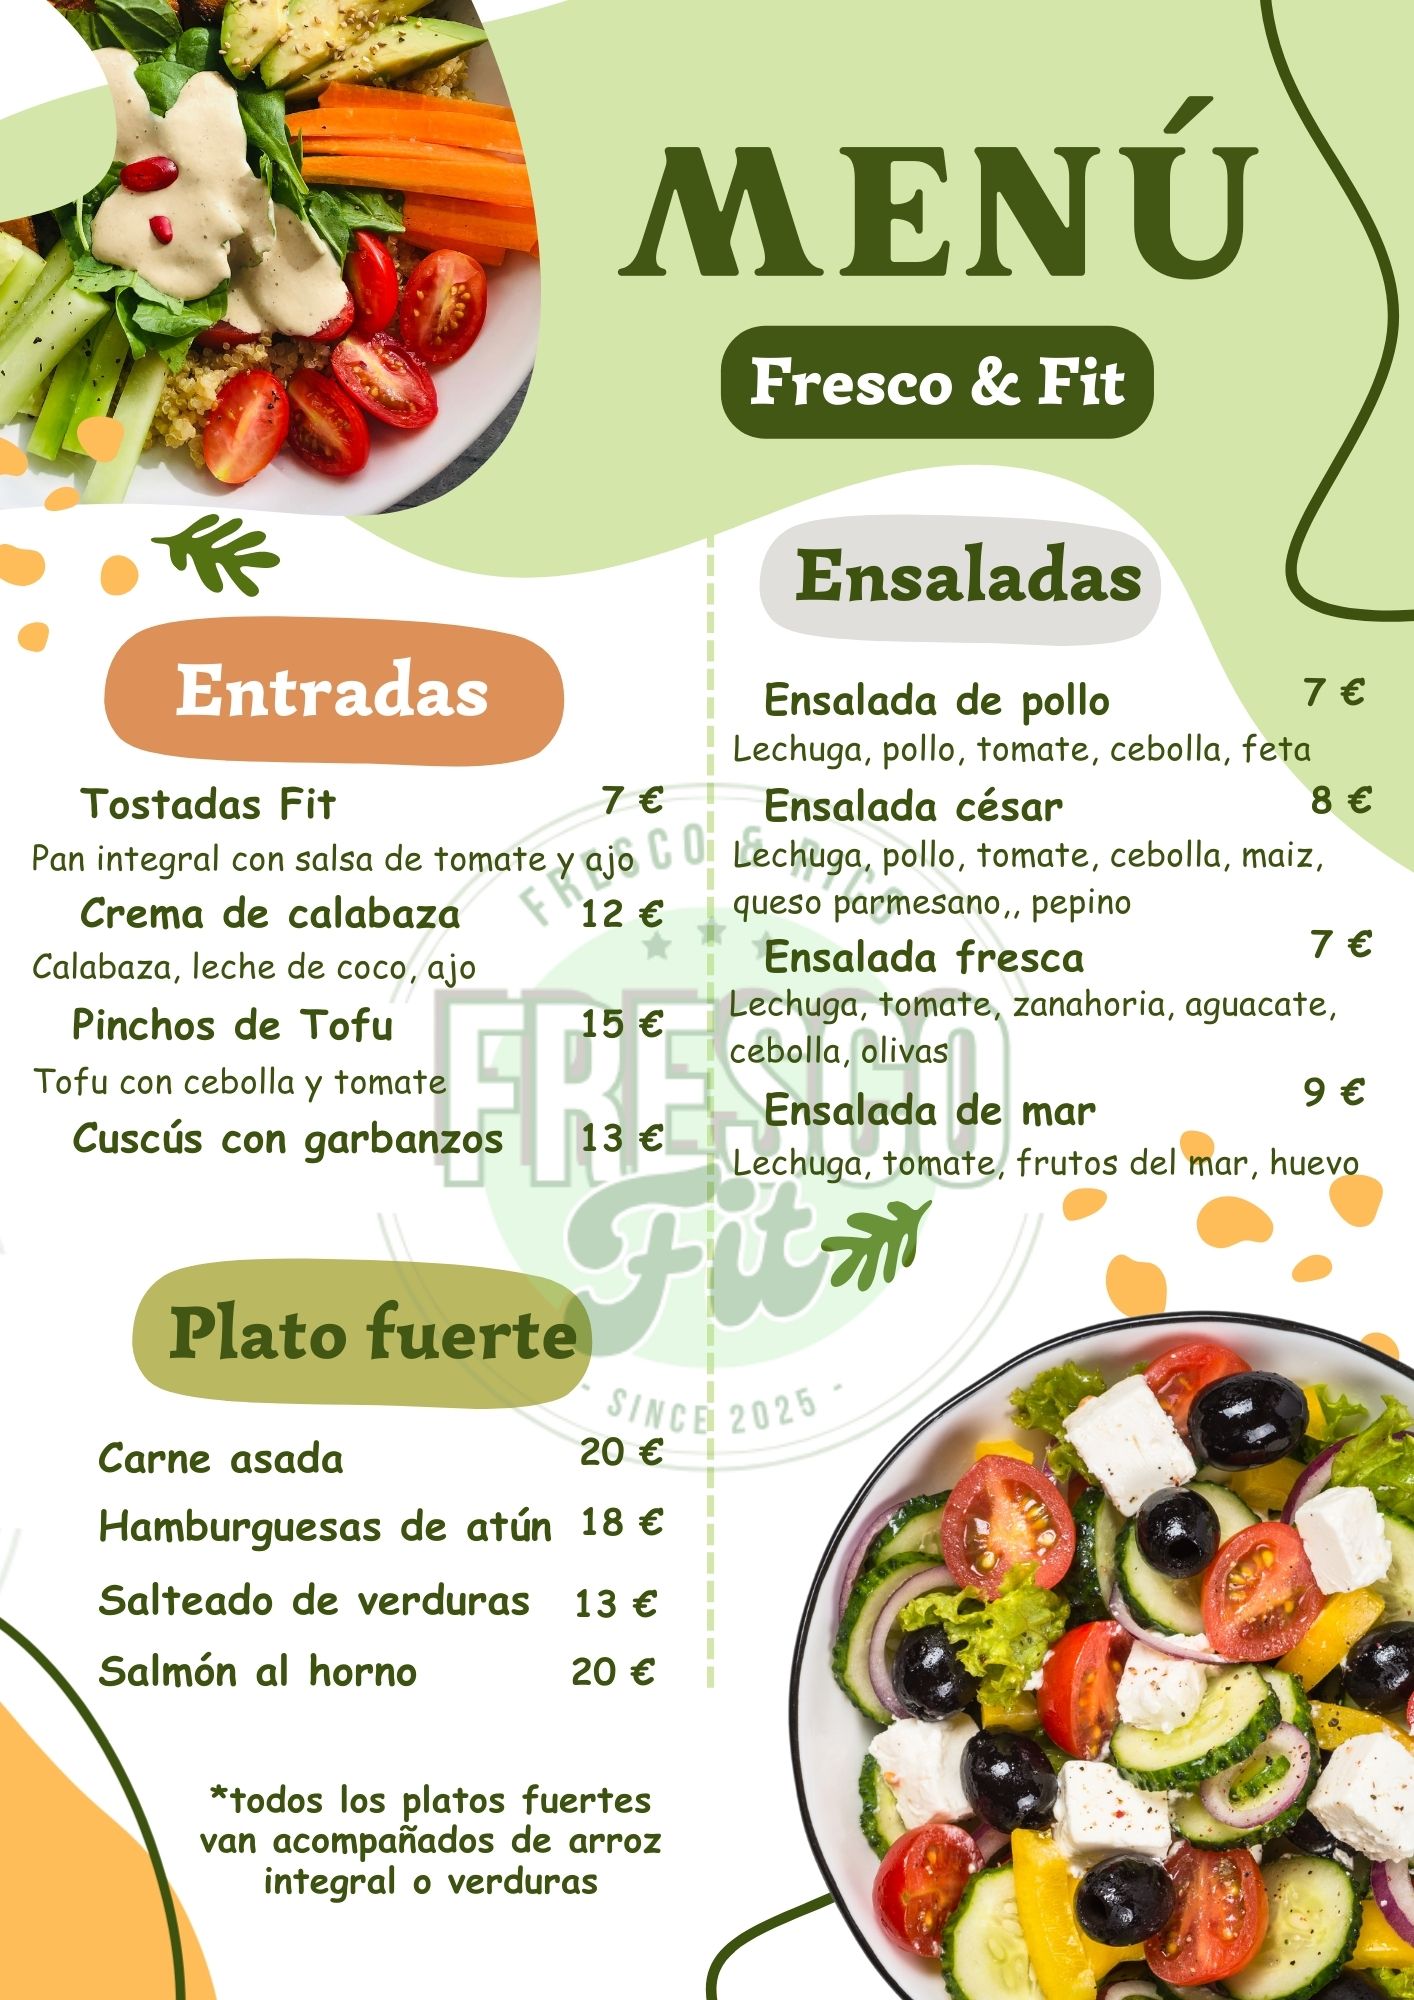 MENÚ
Fresco & Fit
Entradas
Tostadas Fit 7 €
Pan integral con salsa de tomate y ajo
Crema de calabaza 12 €
Calabaza, leche de coco, ajo
Pinchos de Tofu 15 €
Tofu con cebolla y tomate
Cuscús con garbanzos 13 €
Plato fuerte
Carne asada 20 €
Hamburguesas de atún 18 €
Salteado de verduras 13 €
Salmón al horno 20 €
*todos los platos fuertes
van acompañados de arroz
integral o verduras
Ensaladas
Ensalada de pollo 7 €
Lechuga, pollo, tomate, cebolla, feta
Ensalada césar 8 €
Lechuga, pollo, tomate, cebolla, maiz,
queso parmesano,, pepino
Ensalada fresca 7 €
Lechuga, tomate, zanahoria, aguacate,
cebolla, olivas
Ensalada de mar 9 €
Lechuga, tomate, frutos del mar, huevo
FRESCO & RICO
FRESCO
Fit
- SINCE 2025 -